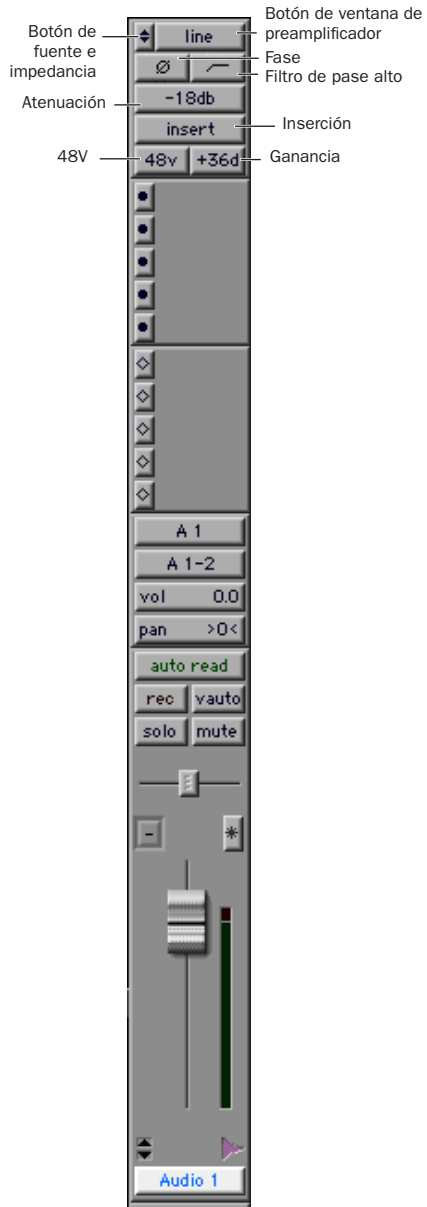 Botón de
fuente e
impedancia
Botón de ventana de
preamplificador
Fase
Filtro de pase alto
Atenuación
Inserción
48V
Ganancia
line
ø
-18db
insert
48v +36d
A 1
A 1-2
vol 0.0
pan >0<
auto read
rec vauto
solo mute
-
*
Audio 1